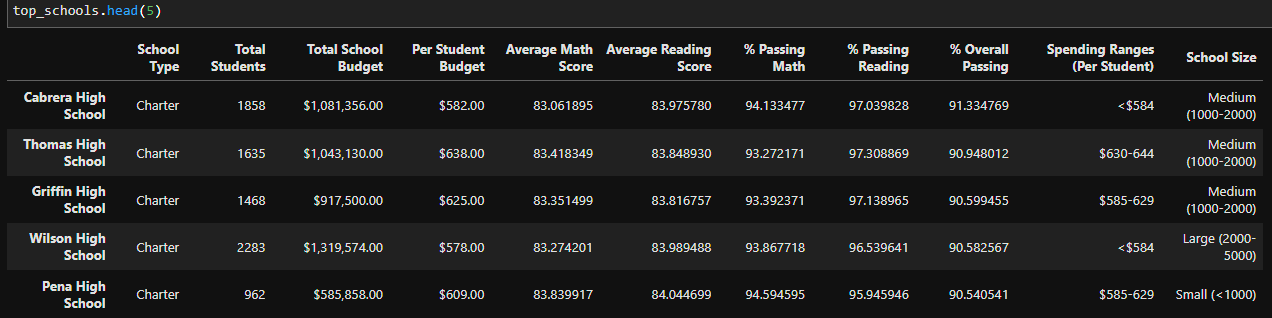 top_schools.head(5)
School Type Total Students Total School Budget Per Student Budget Average Math Score Average Reading Score % Passing Math % Passing Reading % Overall Passing Spending Ranges (Per Student) School Size
Cabrera High School Charter 1858 $1,081,356.00 $582.00 83.061895 83.975780 94.133477 97.039828 91.334769 <$584 Medium (1000-2000)
Thomas High School Charter 1635 $1,043,130.00 $638.00 83.418349 83.848930 93.272171 97.308869 90.948012 $630-644 Medium (1000-2000)
Griffin High School Charter 1468 $917,500.00 $625.00 83.351499 83.816757 93.392371 97.138965 90.599455 $585-629 Medium (1000-2000)
Wilson High School Charter 2283 $1,319,574.00 $578.00 83.274201 83.989488 93.867718 96.539641 90.582567 <$584 Large (2000-5000)
Pena High School Charter 962 $585,858.00 $609.00 83.839917 84.044699 94.594595 95.945946 90.540541 $585-629 Small (<1000)